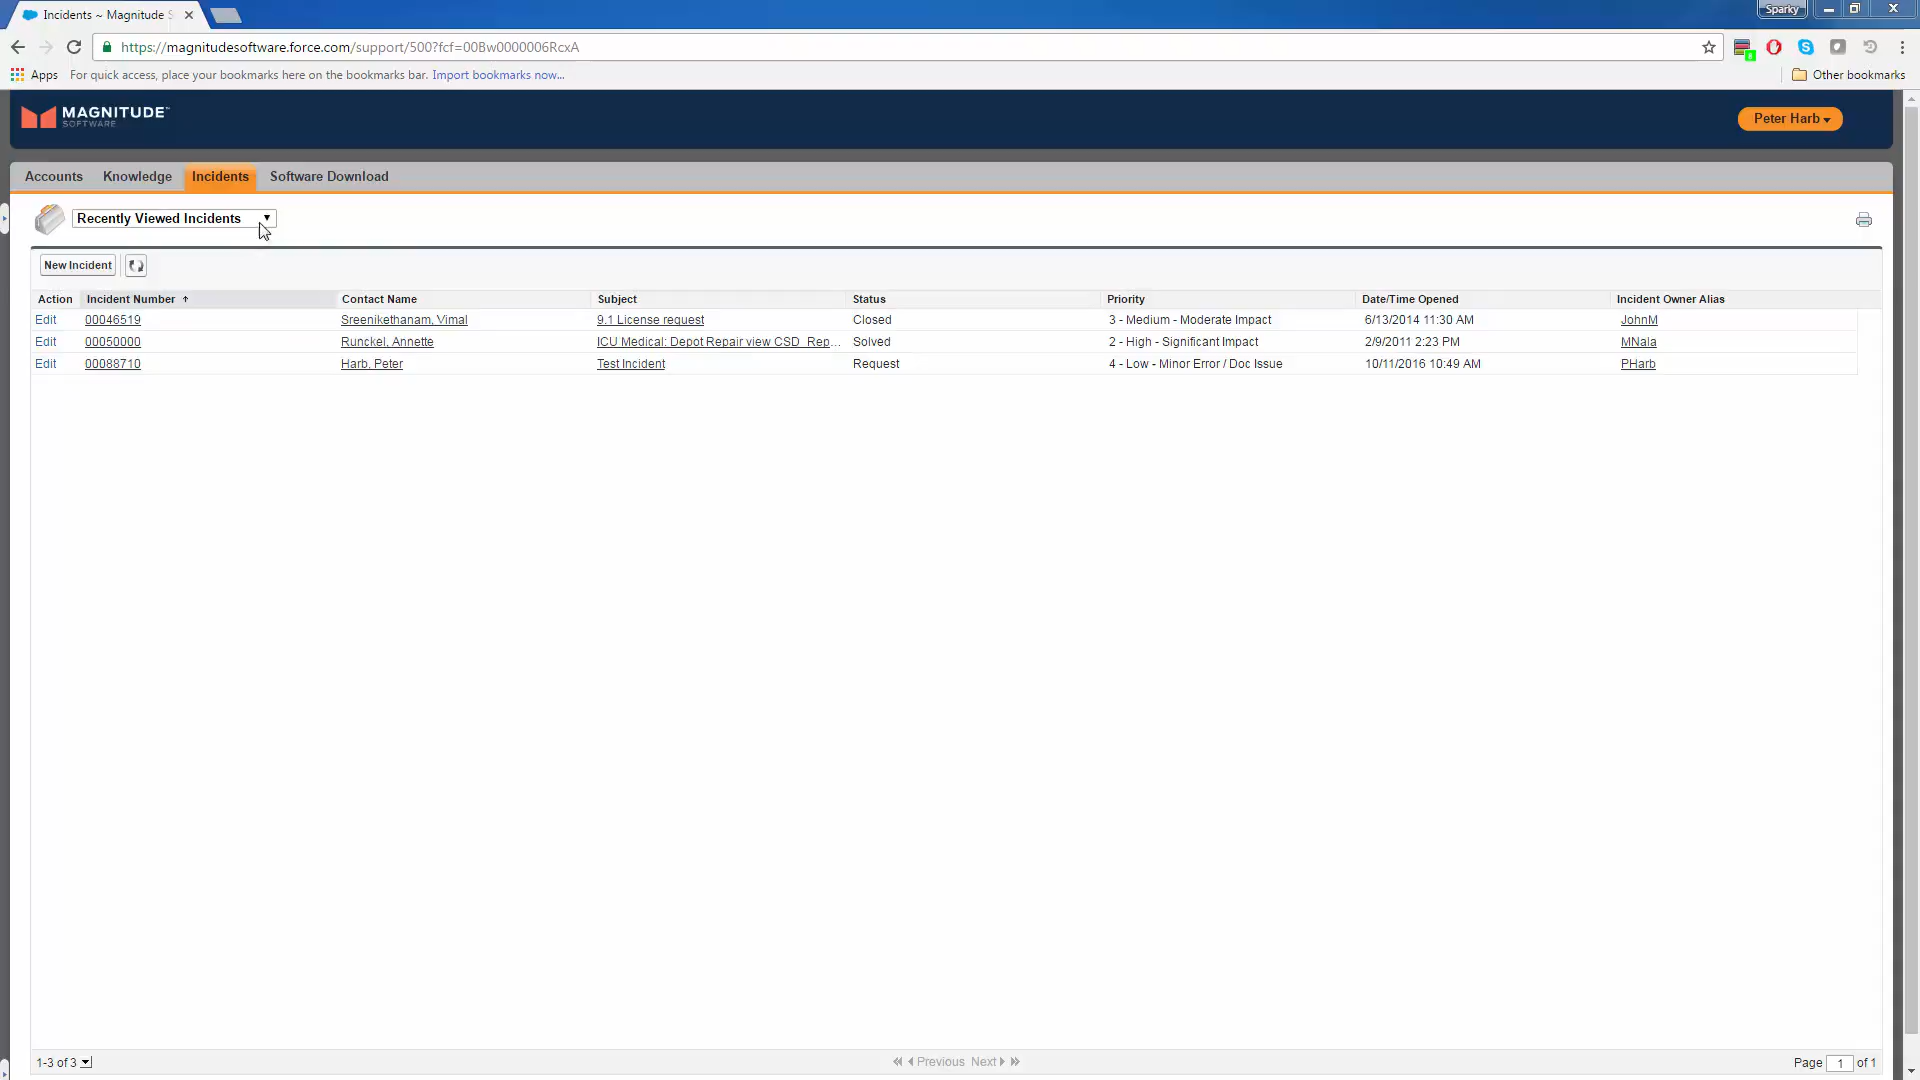 Incidents ~ Magnitude S
Sparky
https://magnitudesoftware.force.com/support/500?fcf=00Bw0000006RcxA
Apps For quick access, place your bookmarks here on the bookmarks bar. Import bookmarks now... Other bookmarks
MAGNITUDE
SOFTWARE
Peter Harb
Accounts Knowledge Incidents Software Download
Recently Viewed Incidents
New Incident
Action Incident Number Contact Name Subject Status Priority Date/Time Opened Incident Owner Alias
Edit 00046519 Sreenikethanam, Vimal 9.1 License request Closed 3 - Medium - Moderate Impact 6/13/2014 11:30 AM JohnM
Edit 00050000 Runckel, Annette ICU Medical: Depot Repair view CSD_Rep... Solved 2 - High - Significant Impact 2/9/2011 2:23 PM MNala
Edit 00088710 Harb, Peter Test Incident Request 4 - Low - Minor Error / Doc Issue 10/11/2016 10:49 AM PHarb
1-3 of 3 Previous Next Page 1 of 1